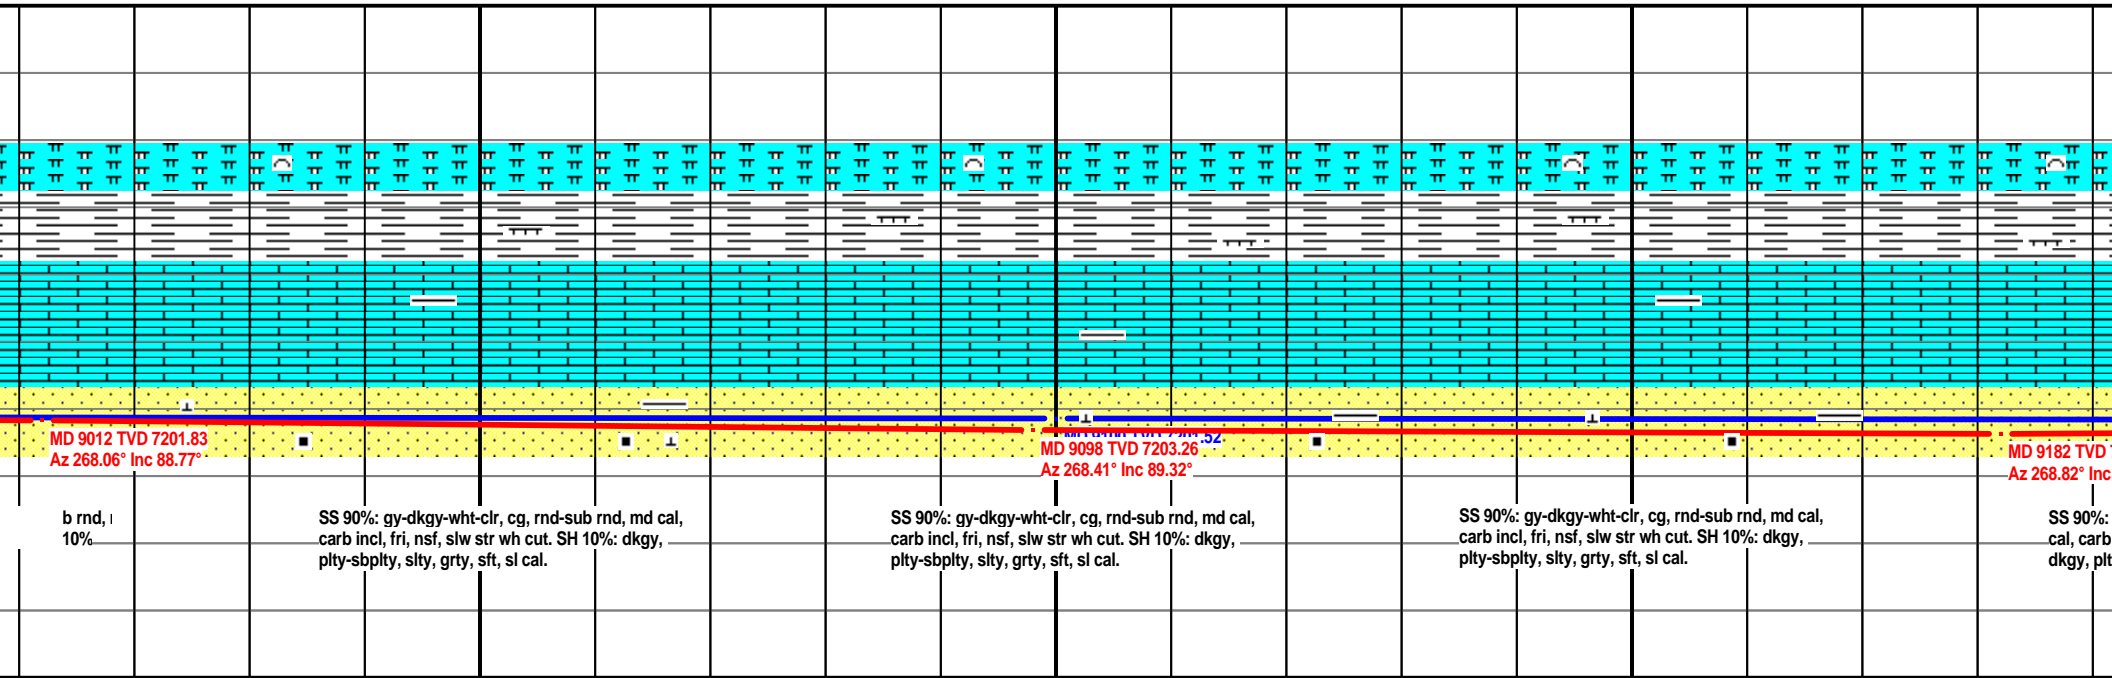 MD 9012 TVD 7201.83
Az 268.06° Inc 88.77°
.52
MD 9098 TVD 7203.26
Az 268.41° Inc 89.32°
MD 9182 TVD
Az 268.82° Inc
b rnd,
10%
SS 90%: gy-dkgy-wht-clr, cg, rnd-sub rnd, md cal,
carb incl, fri, nsf, slw str wh cut. SH 10%: dkgy,
plty-sbplty, slty, grty, sft, sl cal.
SS 90%: gy-dkgy-wht-clr, cg, rnd-sub rnd, md cal,
carb incl, fri, nsf, slw str wh cut. SH 10%: dkgy,
plty-sbplty, slty, grty, sft, sl cal.
SS 90%: gy-dkgy-wht-clr, cg, rnd-sub rnd, md cal,
carb incl, fri, nsf, slw str wh cut. SH 10%: dkgy,
plty-sbplty, slty, grty, sft, sl cal.
SS 90%:
cal, carb
dkgy, plt